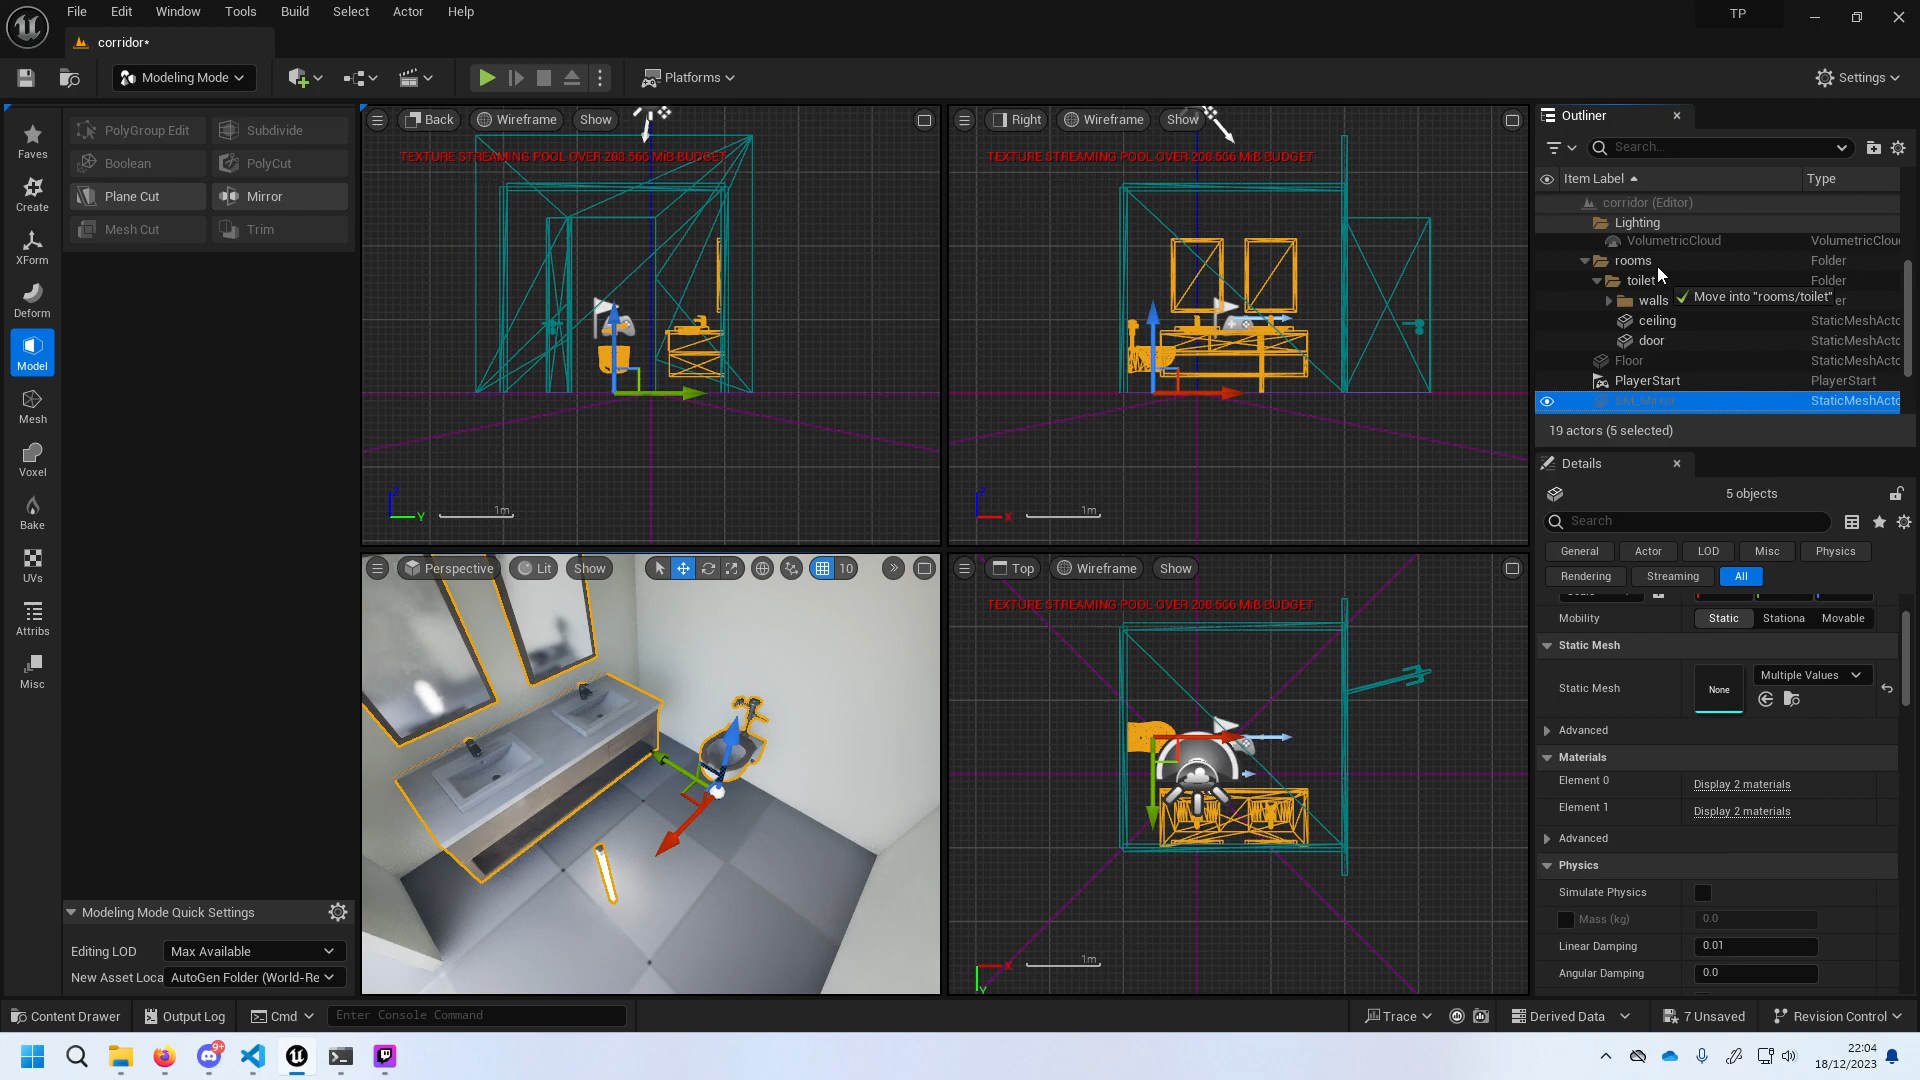 File Edit Window Tools Build Select Actor Help
TP
corridor*
Modeling Mode
Platforms
Settings
Faves
Create
XForm
Deform
Model
Mesh
Voxel
Bake
UVs
Attribs
Misc
PolyGroup Edit Subdivide
Boolean PolyCut
Plane Cut Mirror
Mesh Cut Trim
Modeling Mode Quick Settings
Editing LOD Max Available
New Asset Loca AutoGen Folder (World-Re
Back Wireframe Show
TEXTURE STREAMING POOL OVER 208.566 MiB BUDGET
Z
Y
1m
Right Wireframe Show
TEXTURE STREAMING POOL OVER 208.566 MiB BUDGET
Z
X
1m
Perspective Lit Show 10
Top Wireframe Show
TEXTURE STREAMING POOL OVER 208.566 MiB BUDGET
X
Y
1m
Outliner
Search...
Item Label Type
corridor (Editor)
Lighting
VolumetricCloud VolumetricClou
rooms Folder
toilet Folder
walls
Move into "rooms/toilet"
ceiling StaticMeshActo
door StaticMeshActo
Floor StaticMeshActo
PlayerStart PlayerStart
SM_Mirror StaticMeshActo
19 actors (5 selected)
Details
5 objects
Search
General Actor LOD Misc Physics
Rendering Streaming All
Mobility Static Stationa Movable
Static Mesh
Static Mesh None Multiple Values
Advanced
Materials
Element 0 Display 2 materials
Element 1 Display 2 materials
Advanced
Physics
Simulate Physics
Mass (kg) 0.0
Linear Damping 0.01
Angular Damping 0.0
Content Drawer Output Log Cmd Enter Console Command
Trace Derived Data 7 Unsaved Revision Control
9+
22:04
18/12/2023